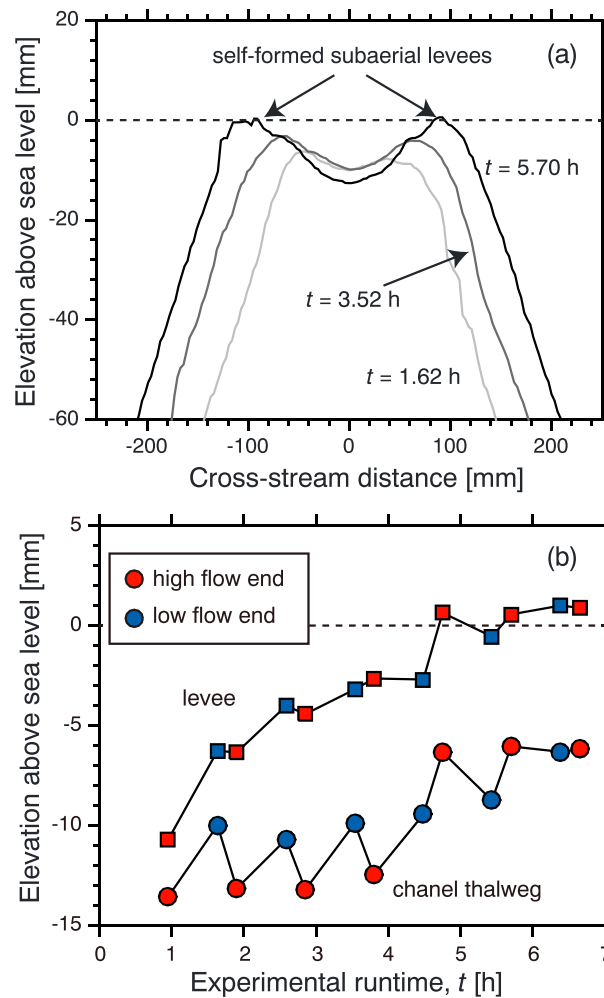 20
(a)
self-formed subaerial levees
0
t = 5.70 h
-20
t = 3.52 h
-40
t = 1.62 h
-60
Elevation above sea level [mm]
-200 -100 0 100 200
Cross-stream distance [mm]
5
(b)
high flow end
low flow end
0
levee
-5
-10
chanel thalweg
-15
Elevation above sea level [mm]
0 1 2 3 4 5 6 7
Experimental runtime, t [h]